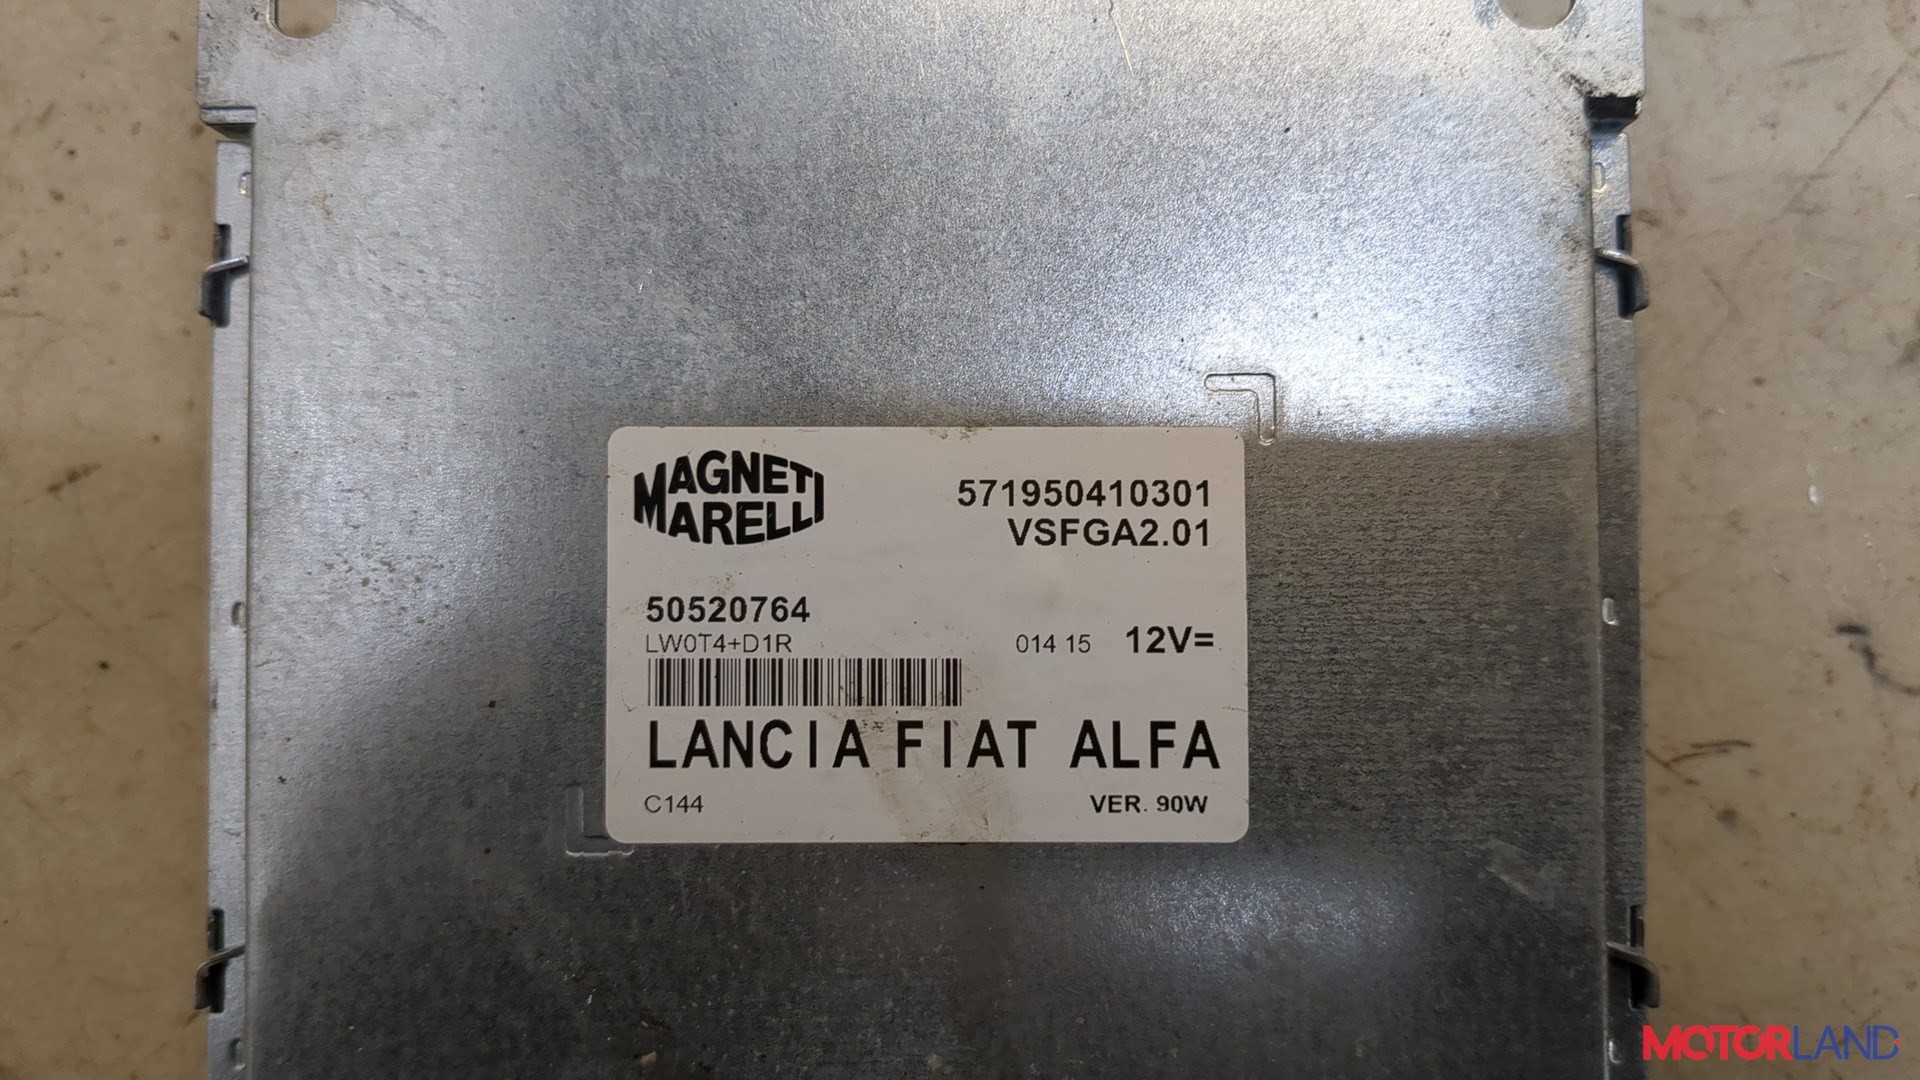 MAGNETI
MARELLI
571950410301
VSFGA2.01
50520764
LW0T4+D1R
014 15 12V=
LANCIA FIAT ALFA
C144
VER. 90W
MOTORLAND